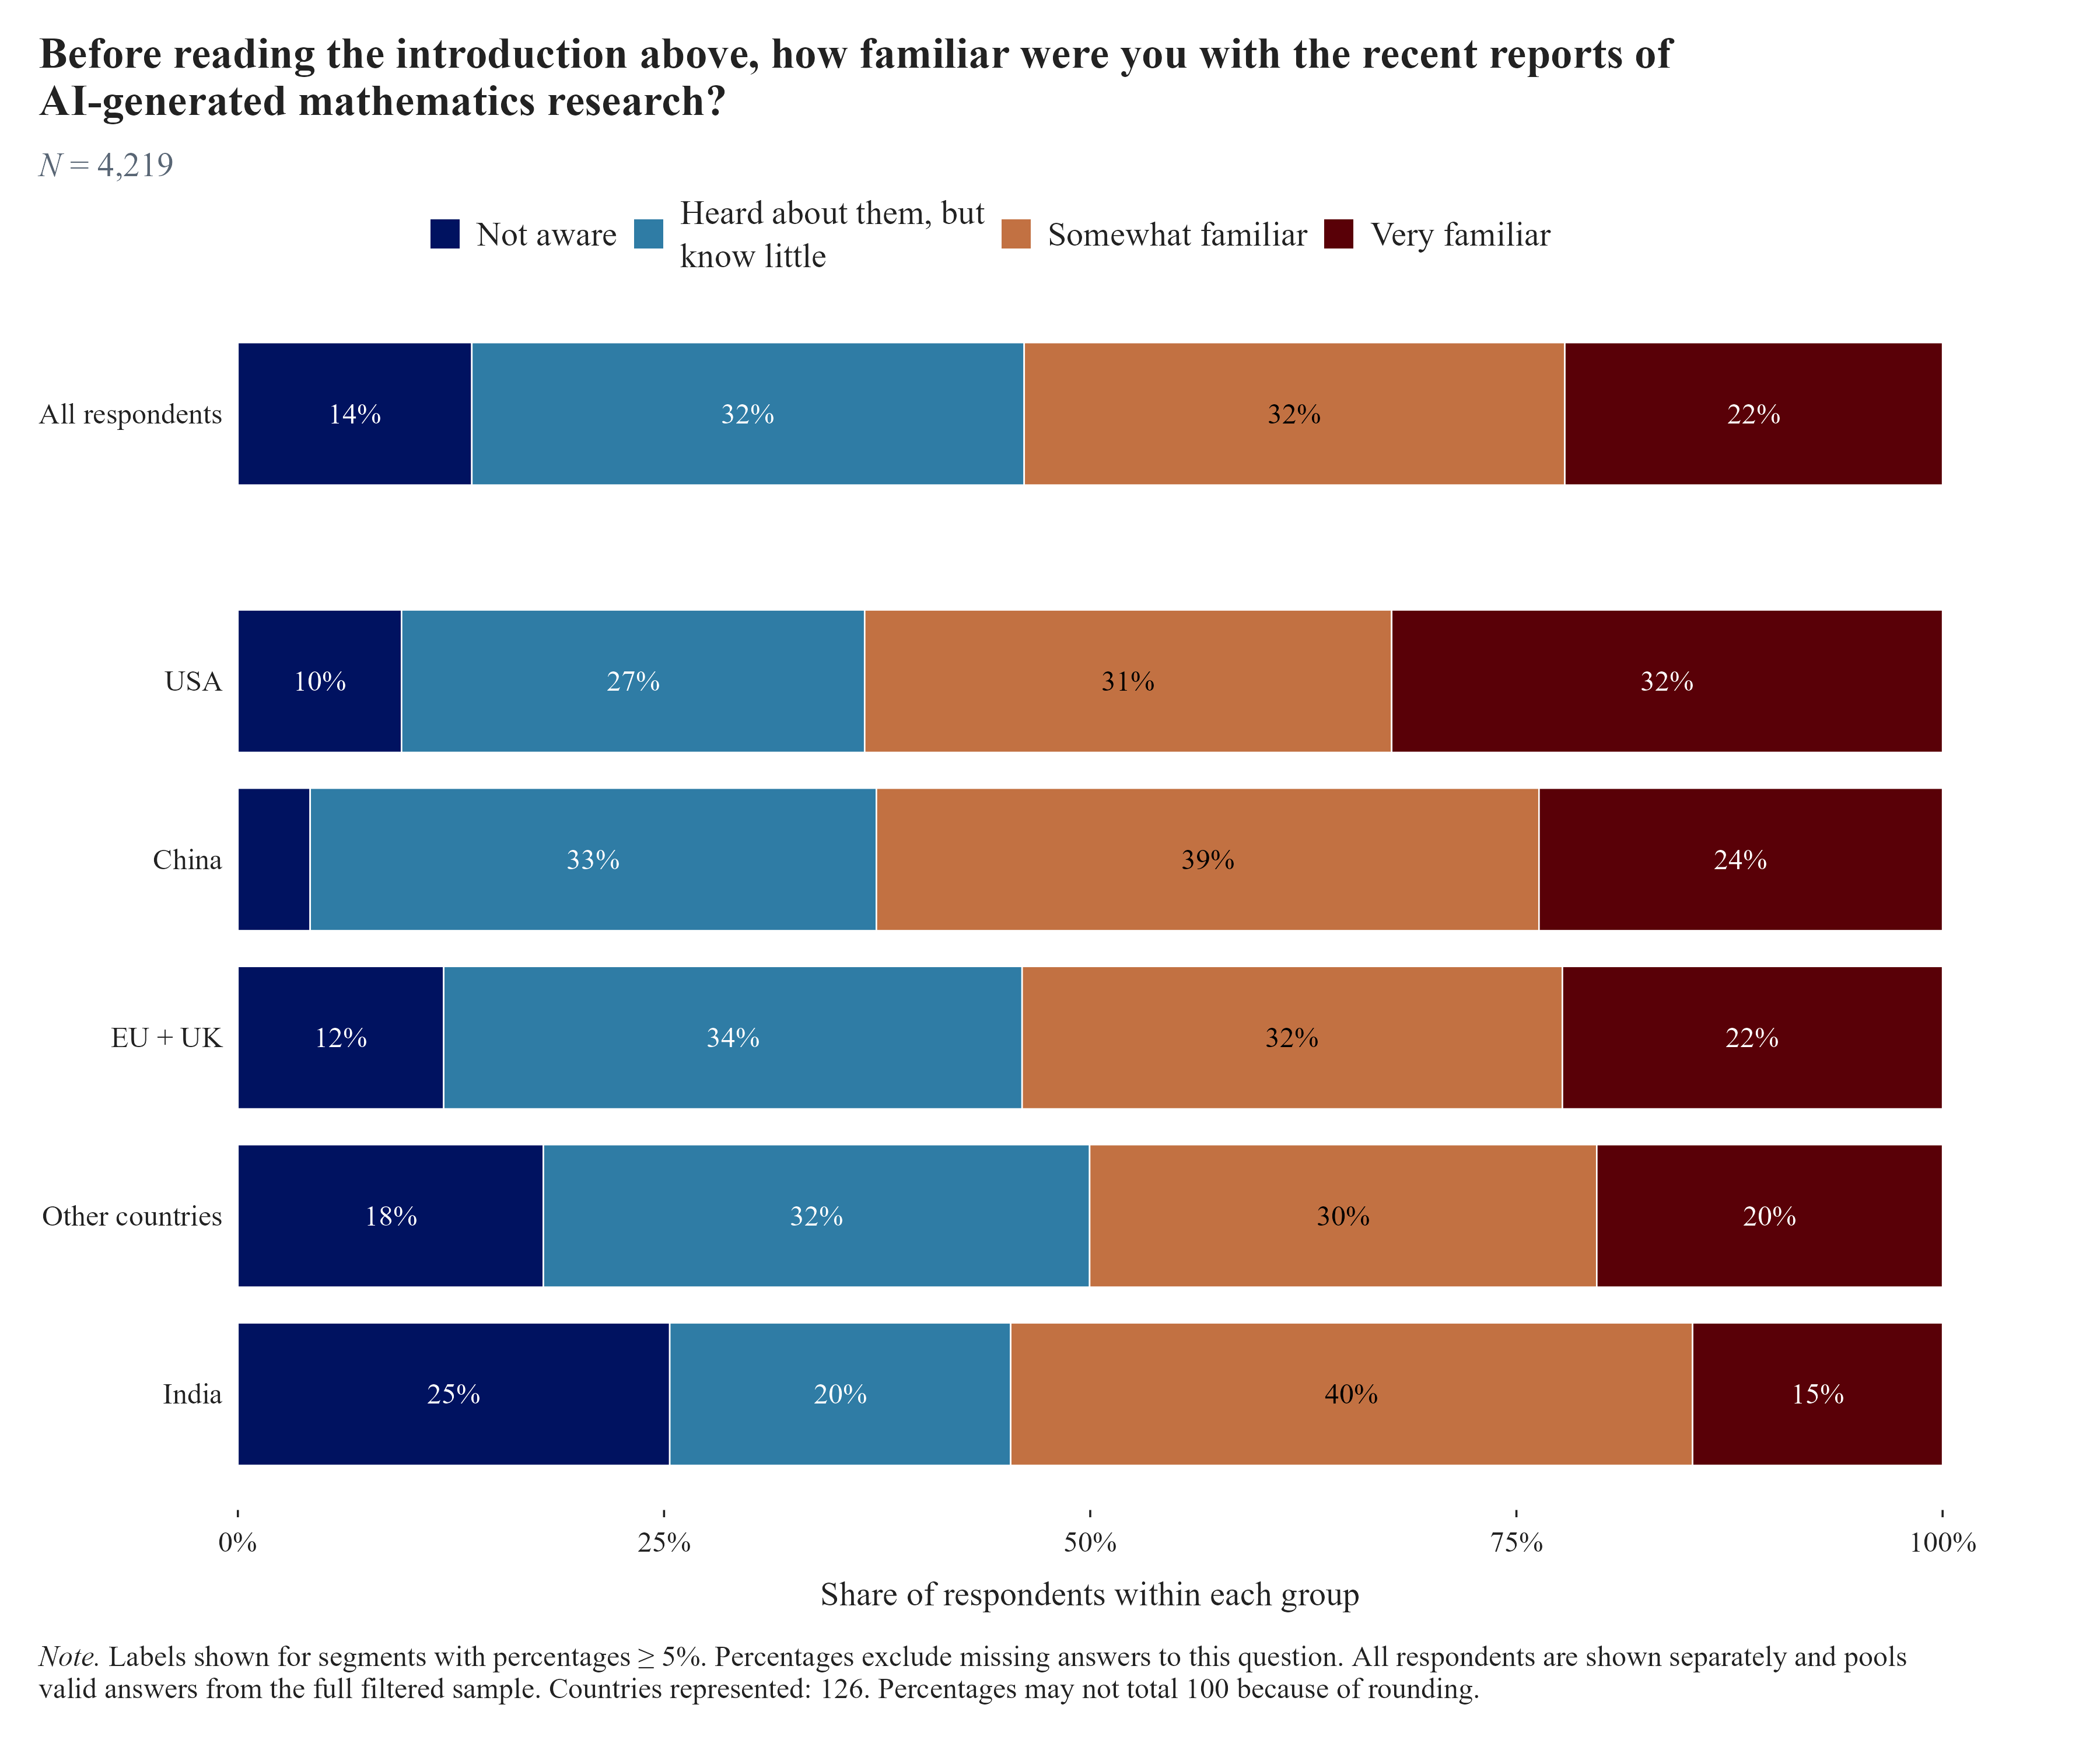 Before reading the introduction above, how familiar were you with the recent reports of
AI-generated mathematics research?
N = 4,219
Not aware
Heard about them, but
know little
Somewhat familiar
Very familiar
All respondents 14% 32% 32% 22%
USA 10% 27% 31% 32%
China 33% 39% 24%
EU + UK 12% 34% 32% 22%
Other countries 18% 32% 30% 20%
India 25% 20% 40% 15%
0% 25% 50% 75% 100%
Share of respondents within each group
Note. Labels shown for segments with percentages ≥ 5%. Percentages exclude missing answers to this question. All respondents are shown separately and pools
valid answers from the full filtered sample. Countries represented: 126. Percentages may not total 100 because of rounding.